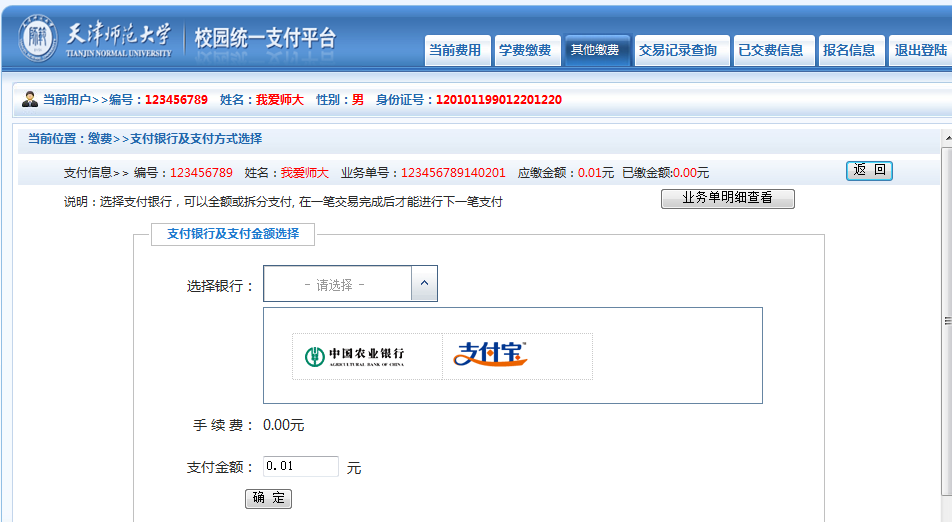 天津师范大学
TIANJIN NORMAL UNIVERSITY
校园统一支付平台
当前费用 学费缴费 其他缴费 交易记录查询 已交费信息 报名信息 退出登陆
当前用户>>编号：123456789 姓名：我爱师大 性别：男 身份证号：120101199012201220
当前位置：缴费>>支付银行及支付方式选择
支付信息>> 编号：123456789 姓名：我爱师大 业务单号：123456789140201 应缴金额：0.01元 已缴金额:0.00元 返 回
说明：选择支付银行，可以全额或拆分支付, 在一笔交易完成后才能进行下一笔支付 业务单明细查看
支付银行及支付金额选择
选择银行： - 请选择 -
中国农业银行 支付宝
AGRICULTURAL BANK OF CHINA
手 续 费： 0.00元
支付金额： 0.01 元
确 定